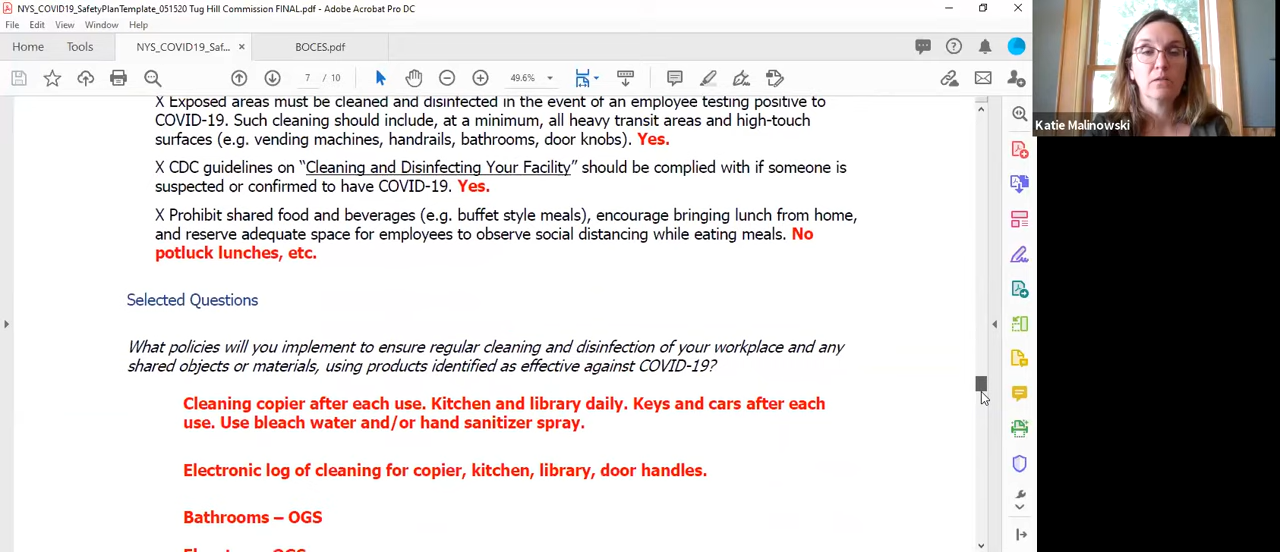 NYS_COVID19_SafetyPlanTemplate_051520 Tug Hill Commission FINAL.pdf - Adobe Acrobat Pro DC
File Edit View Window Help
Home Tools NYS_COVID19_Saf... × BOCES.pdf
7 / 10 49.6%
X Exposed areas must be cleaned and disinfected in the event of an employee testing positive to
COVID-19. Such cleaning should include, at a minimum, all heavy transit areas and high-touch
surfaces (e.g. vending machines, handrails, bathrooms, door knobs). Yes.
X CDC guidelines on “Cleaning and Disinfecting Your Facility” should be complied with if someone is
suspected or confirmed to have COVID-19. Yes.
X Prohibit shared food and beverages (e.g. buffet style meals), encourage bringing lunch from home,
and reserve adequate space for employees to observe social distancing while eating meals. No
potluck lunches, etc.
Selected Questions
What policies will you implement to ensure regular cleaning and disinfection of your workplace and any
shared objects or materials, using products identified as effective against COVID-19?
Cleaning copier after each use. Kitchen and library daily. Keys and cars after each
use. Use bleach water and/or hand sanitizer spray.
Electronic log of cleaning for copier, kitchen, library, door handles.
Bathrooms – OGS
Katie Malinowski